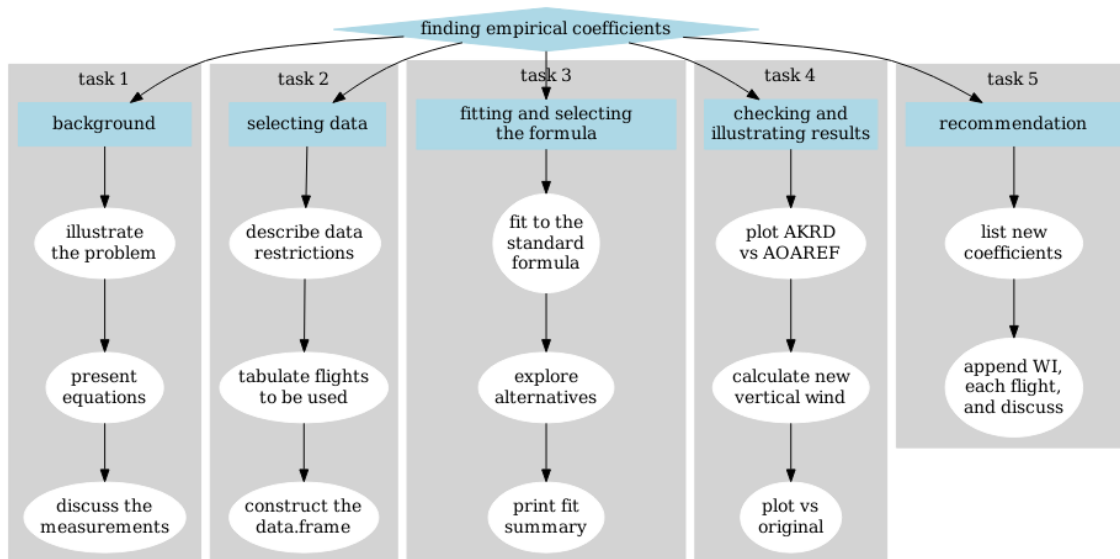 finding empirical coefficients
task 1
background
illustrate
the problem
present
equations
discuss the
measurements
task 2
selecting data
describe data
restrictions
tabulate flights
to be used
construct the
data.frame
task 3
fitting and selecting
the formula
fit to the
standard
formula
explore
alternatives
print fit
summary
task 4
checking and
illustrating results
plot AKRD
vs AOAREF
calculate new
vertical wind
plot vs
original
task 5
recommendation
list new
coefficients
append WI,
each flight,
and discuss